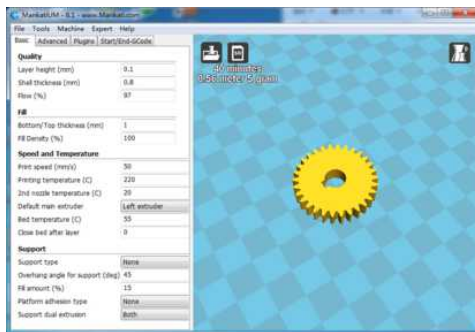 MankatiUM - 6.1 - www.Mankati.com
File Tools Machine Expert Help
Basic Advanced Plugins Start/End-GCode
Quality
Layer height (mm) 0.1
Shell thickness (mm) 0.8
Flow (%) 97
Fill
Bottom/Top thickness (mm) 1
Fill Density (%) 100
Speed and Temperature
Print speed (mm/s) 50
Printing temperature (C) 220
2nd nozzle temperature (C) 20
Default main extruder Left extruder
Bed temperature (C) 55
Close bed after layer 0
Support
Support type None
Overhang angle for support (deg) 45
Fill amount (%) 15
Platform adhesion type None
Support dual extrusion Both
40 minutes
0.56 meter 5 gram